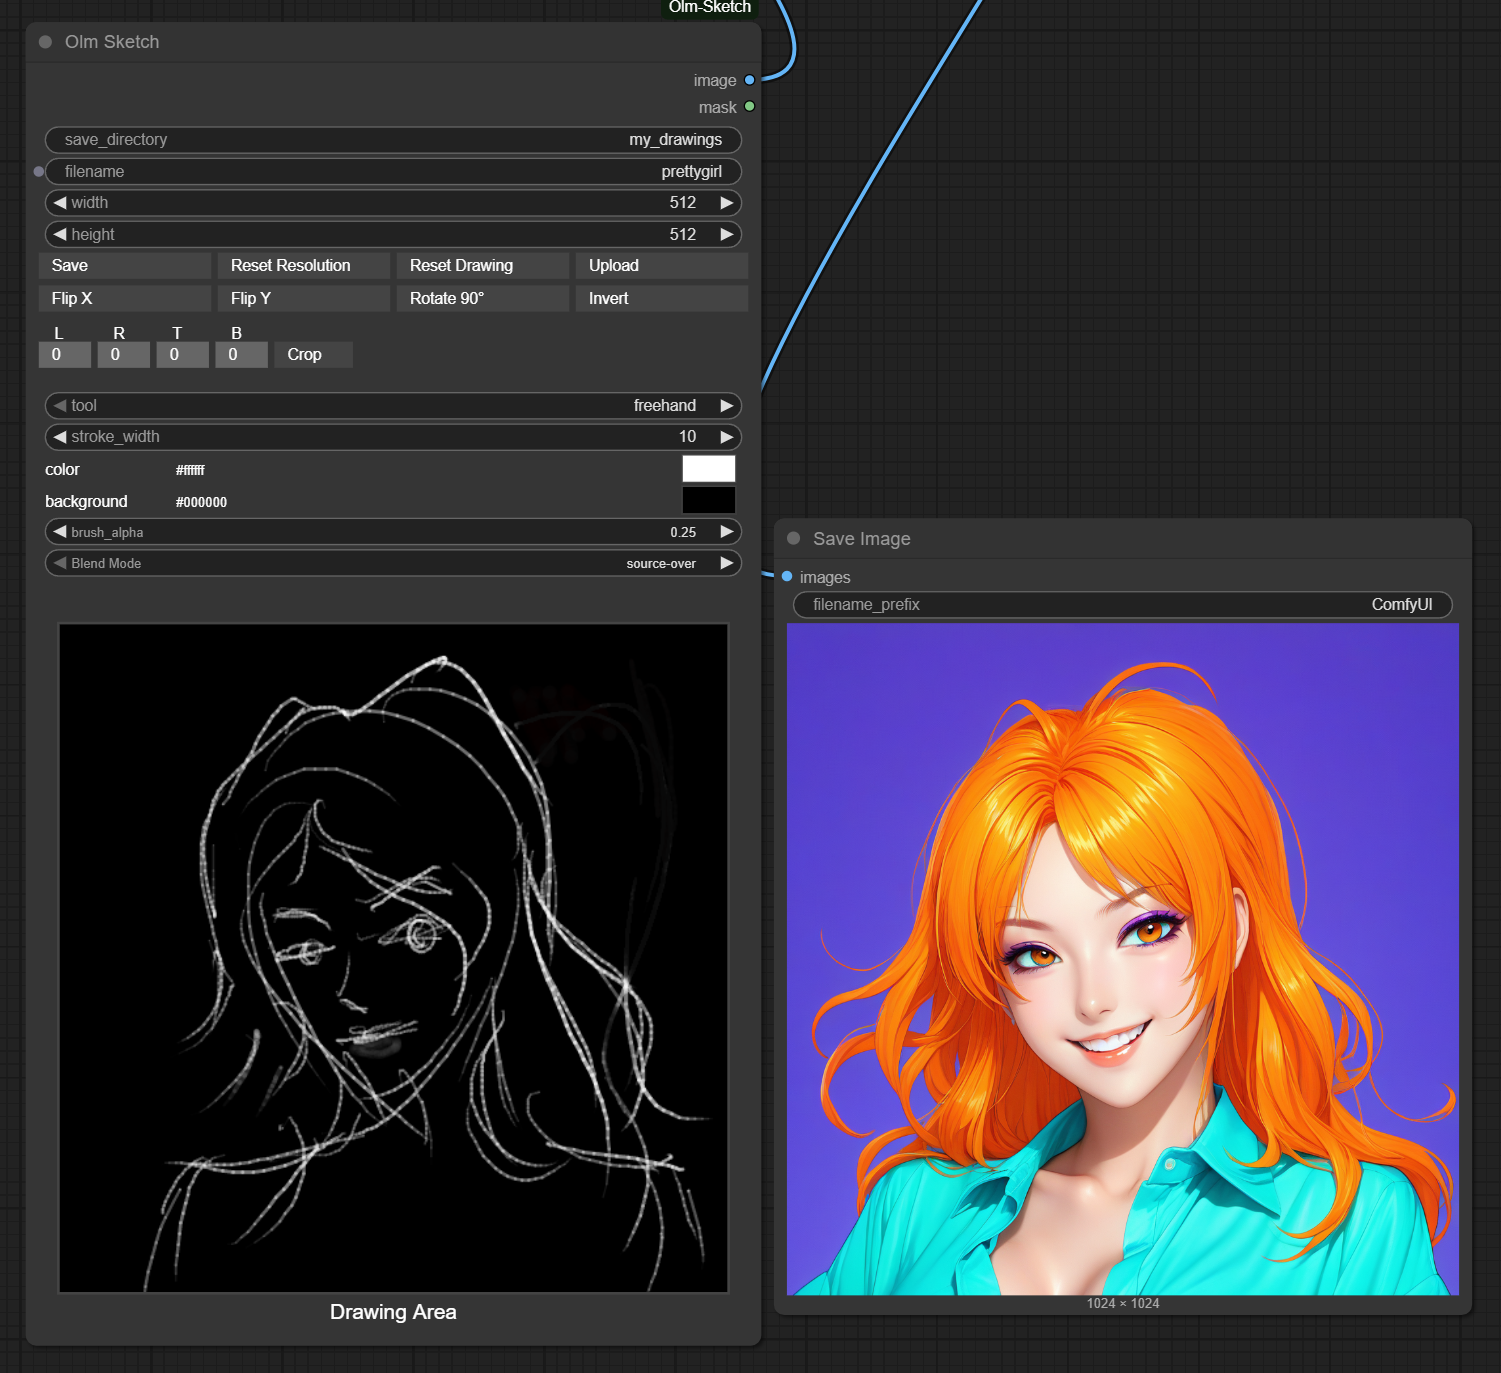 Olm-Sketch
Olm Sketch
image
mask
save_directory my_drawings
filename prettygirl
width 512
height 512
Save Reset Resolution Reset Drawing Upload
Flip X Flip Y Rotate 90° Invert
L R T B
0 0 0 0 Crop
tool freehand
stroke_width 10
color #ffffff
background #000000
brush_alpha 0.25
Blend Mode source-over
Drawing Area
Save Image
images
filename_prefix ComfyUI
1024 × 1024